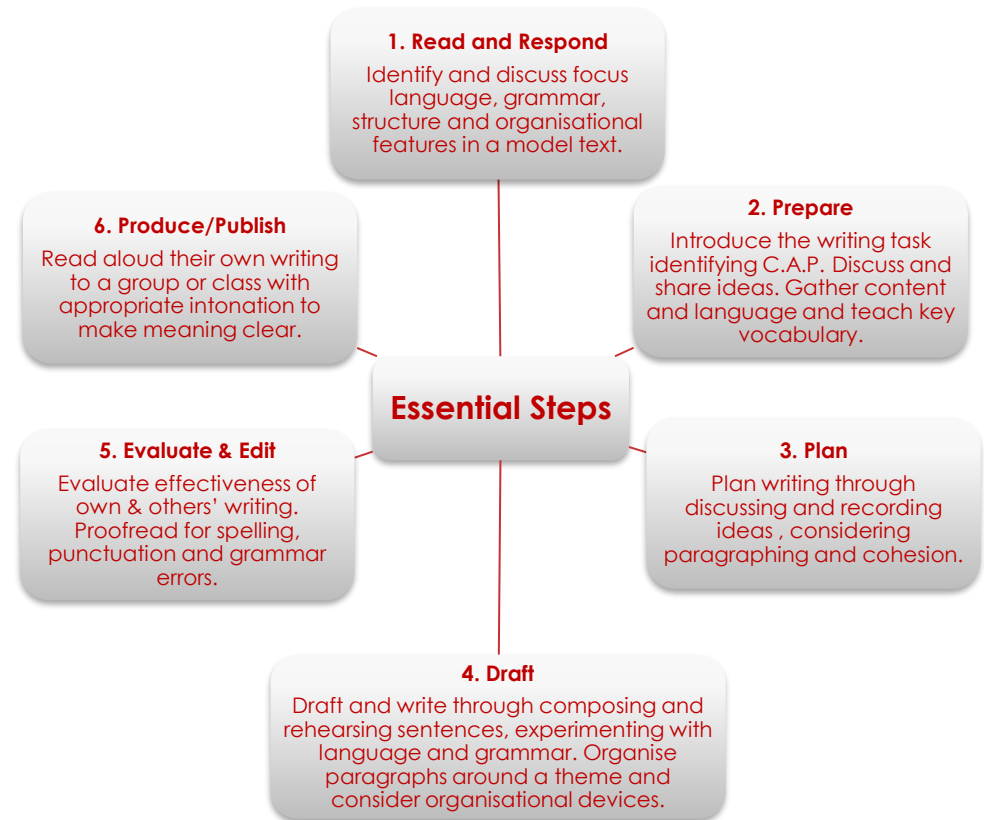 1. Read and Respond
Identify and discuss focus
language, grammar,
structure and organisational
features in a model text.
2. Prepare
Introduce the writing task
identifying C.A.P. Discuss and
share ideas. Gather content
and language and teach key
vocabulary.
3. Plan
Plan writing through
discussing and recording
ideas , considering
paragraphing and cohesion.
4. Draft
Draft and write through composing and
rehearsing sentences, experimenting with
language and grammar. Organise
paragraphs around a theme and
consider organisational devices.
5. Evaluate & Edit
Evaluate effectiveness of
own & others’ writing.
Proofread for spelling,
punctuation and grammar
errors.
6. Produce/Publish
Read aloud their own writing
to a group or class with
appropriate intonation to
make meaning clear.
Essential Steps